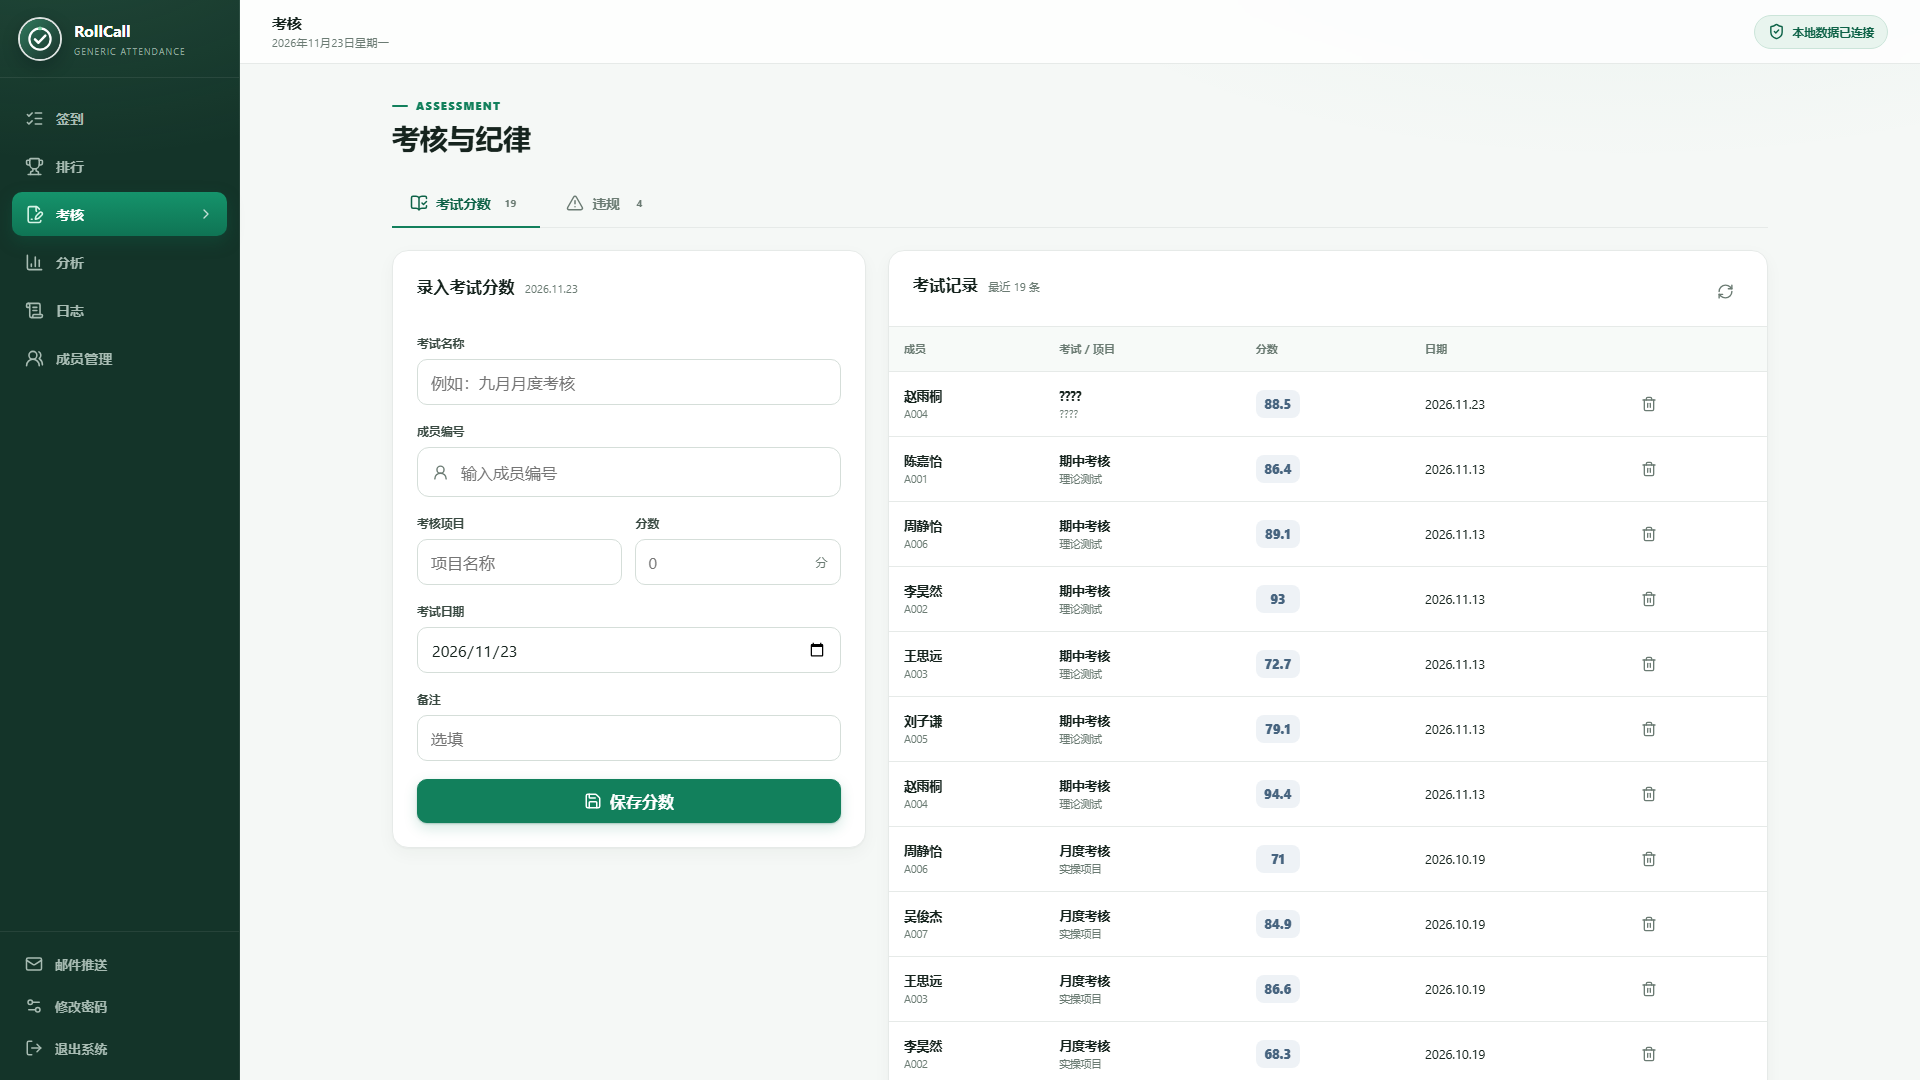 RollCall
GENERIC ATTENDANCE
签到
排行
考核
分析
日志
成员管理
邮件推送
修改密码
退出系统
考核
2026年11月23日星期一
本地数据已连接
ASSESSMENT
考核与纪律
考试分数 19
违规 4
录入考试分数 2026.11.23
考试名称
例如：九月月度考核
成员编号
输入成员编号
考核项目 分数
项目名称 0 分
考试日期
2026/11/23
备注
选填
保存分数
考试记录 最近 19 条
成员 考试 / 项目 分数 日期
赵雨桐 ???? 88.5 2026.11.23
A004 ????
陈嘉怡 期中考核 86.4 2026.11.13
A001 理论测试
周静怡 期中考核 89.1 2026.11.13
A006 理论测试
李昊然 期中考核 93 2026.11.13
A002 理论测试
王思远 期中考核 72.7 2026.11.13
A003 理论测试
刘子谦 期中考核 79.1 2026.11.13
A005 理论测试
赵雨桐 期中考核 94.4 2026.11.13
A004 理论测试
周静怡 月度考核 71 2026.10.19
A006 实操项目
吴俊杰 月度考核 84.9 2026.10.19
A007 实操项目
王思远 月度考核 86.6 2026.10.19
A003 实操项目
李昊然 月度考核 68.3 2026.10.19
A002 实操项目